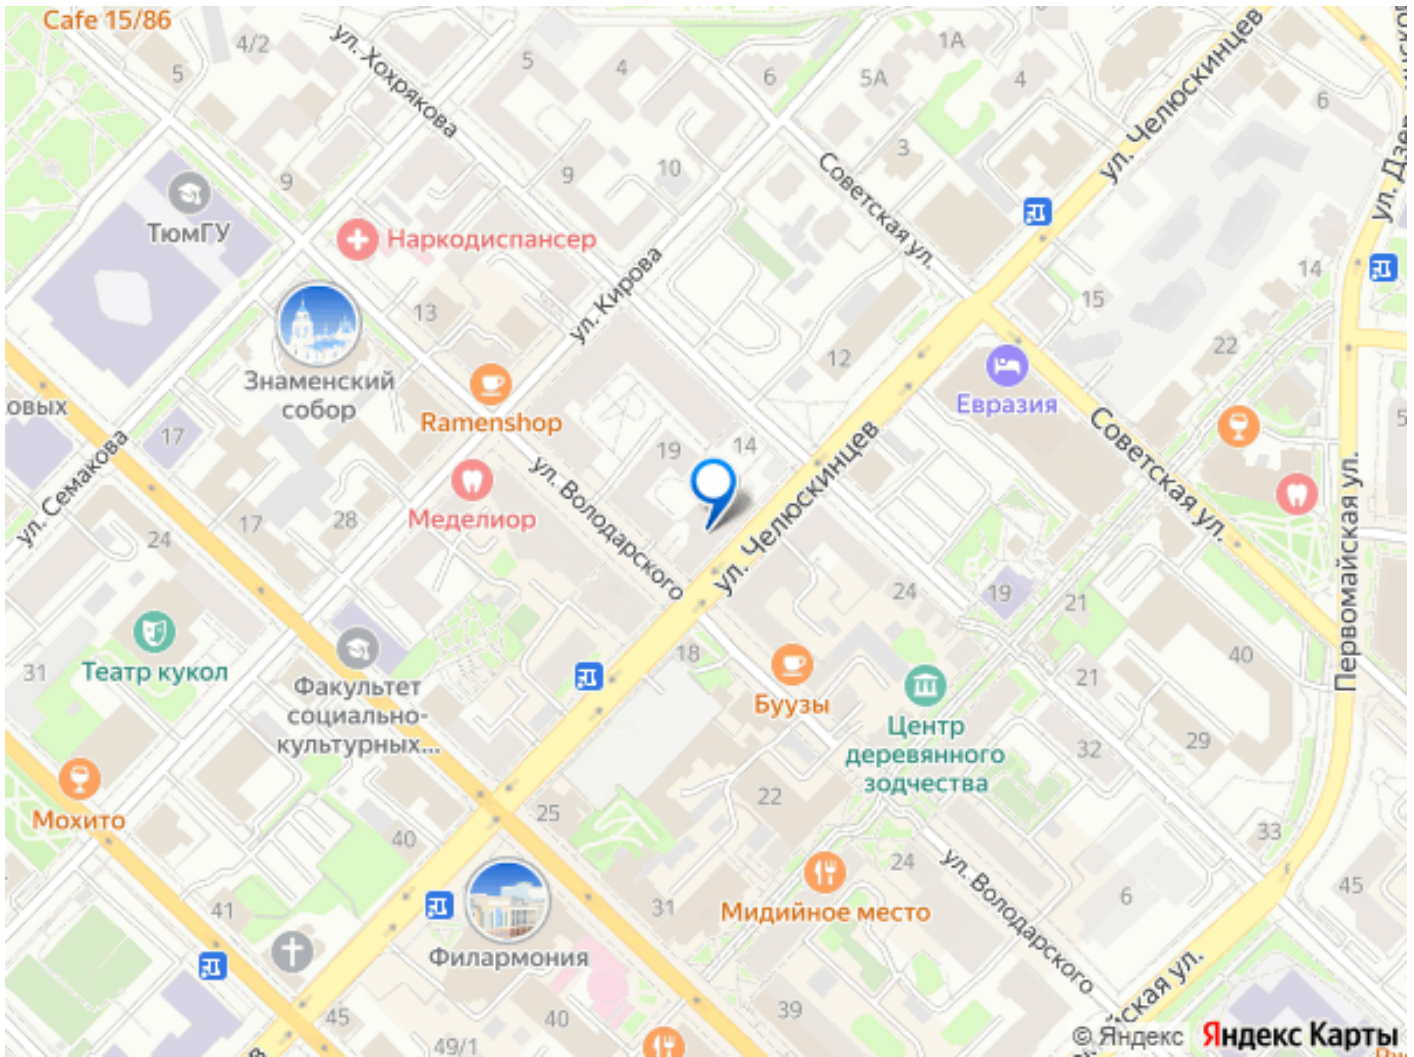 Cafe 15/86
4/2
5
ул. Хохрякова
5
4
6
1А
5А
4
6
ул. Челюскинцев
3
Советская ул.
9
9
10
ТюмГУ
Наркодиспансер
ул. Кирова
13
14
15
12
22
Знаменский
собор
Ramenshop
Евразия
овых
17
ул. Семакова
19
14
ул. Челюскинцев
Советская ул.
5
Меделиор
ул. Володарского
17
28
24
Первомайская ул.
24
19
21
31
Театр кукол
Факультет
социально-
культурных...
18
Буузы
Центр
деревянного
зодчества
21
40
32
29
Мохито
25
22
40
33
24
ул. Володарского
6
45
41
Филармония
31
Мидийное место
39
ская ул.
45
49/1
40
© Яндекс
Яндекс Карты